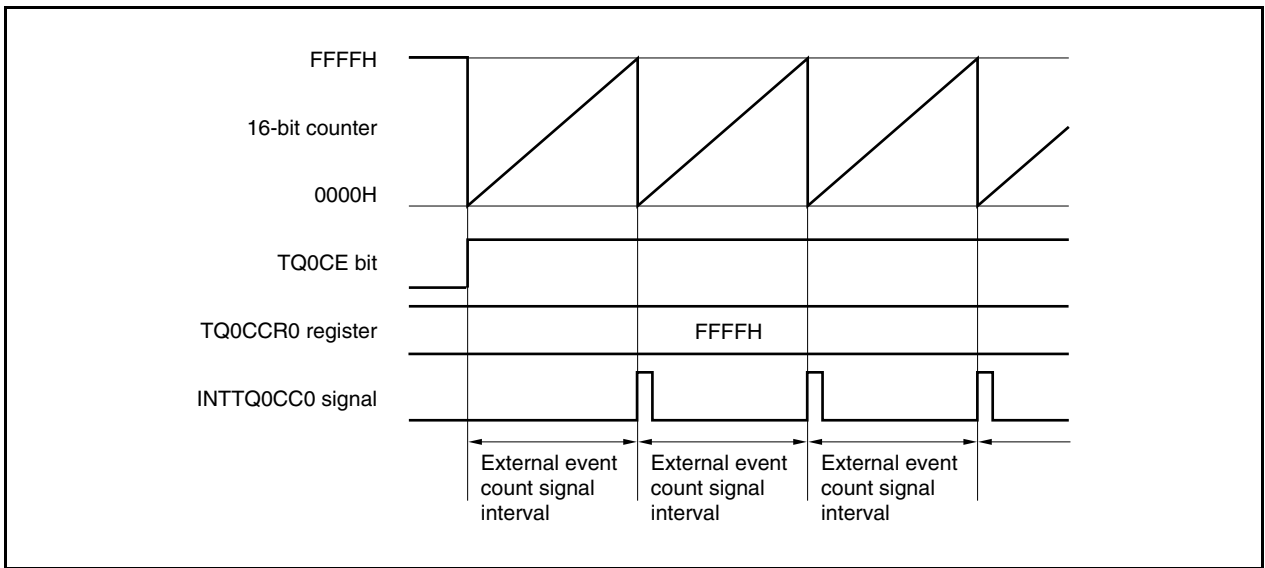 FFFFH
16-bit counter
0000H
TQ0CE bit
TQ0CCR0 register
FFFFH
INTTQ0CC0 signal
External event
count signal
interval
External event
count signal
interval
External event
count signal
interval